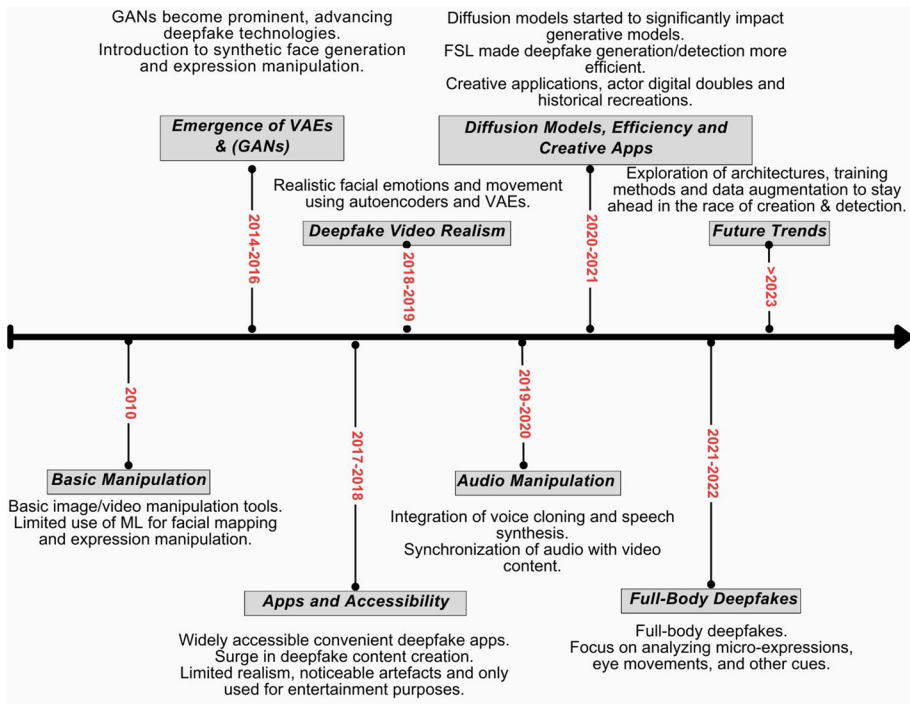 GANs become prominent, advancing
deepfake technologies.
Introduction to synthetic face generation
and expression manipulation.
Emergence of VAEs
& (GANs)
2014-2016
Diffusion models started to significantly impact
generative models.
FSL made deepfake generation/detection more
efficient.
Creative applications, actor digital doubles and
historical recreations.
Diffusion Models, Efficiency and
Creative Apps
2020-2021
Realistic facial emotions and movement
using autoencoders and VAEs.
Deepfake Video Realism
2018-2019
Exploration of architectures, training
methods and data augmentation to stay
ahead in the race of creation & detection.
Future Trends
>2023
2010
Basic Manipulation
Basic image/video manipulation tools.
Limited use of ML for facial mapping
and expression manipulation.
2017-2018
Apps and Accessibility
Widely accessible convenient deepfake apps.
Surge in deepfake content creation.
Limited realism, noticeable artefacts and only
used for entertainment purposes.
2019-2020
Audio Manipulation
Integration of voice cloning and speech
synthesis.
Synchronization of audio with video
content.
2021-2022
Full-Body Deepfakes
Full-body deepfakes.
Focus on analyzing micro-expressions,
eye movements, and other cues.